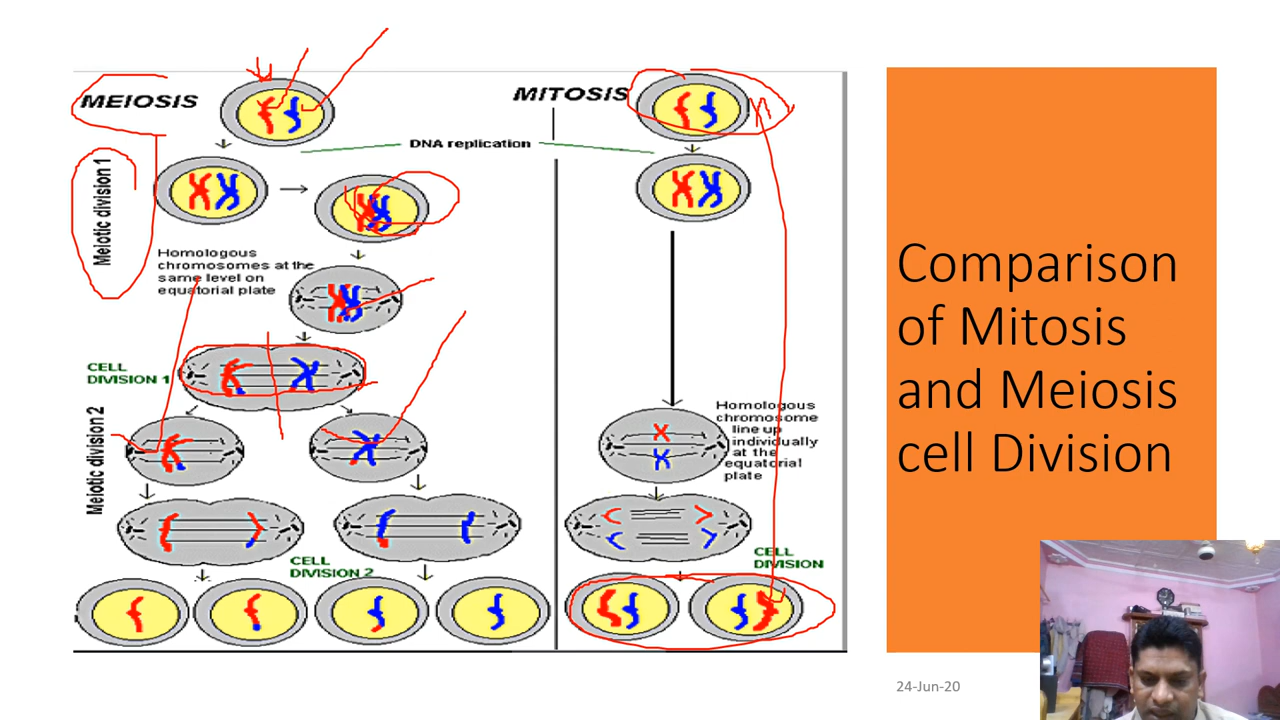 MEIOSIS
MITOSIS
DNA replication
Meiotic division 1
Homologous
chromosomes at the
same level on
equatorial plate
CELL
DIVISION 1
Meiotic division 2
Homologous
chromosome
line up
individually
at the
equatorial
plate
CELL
DIVISION 2
CELL
DIVISION
Comparison
of Mitosis
and Meiosis
cell Division
24-Jun-20